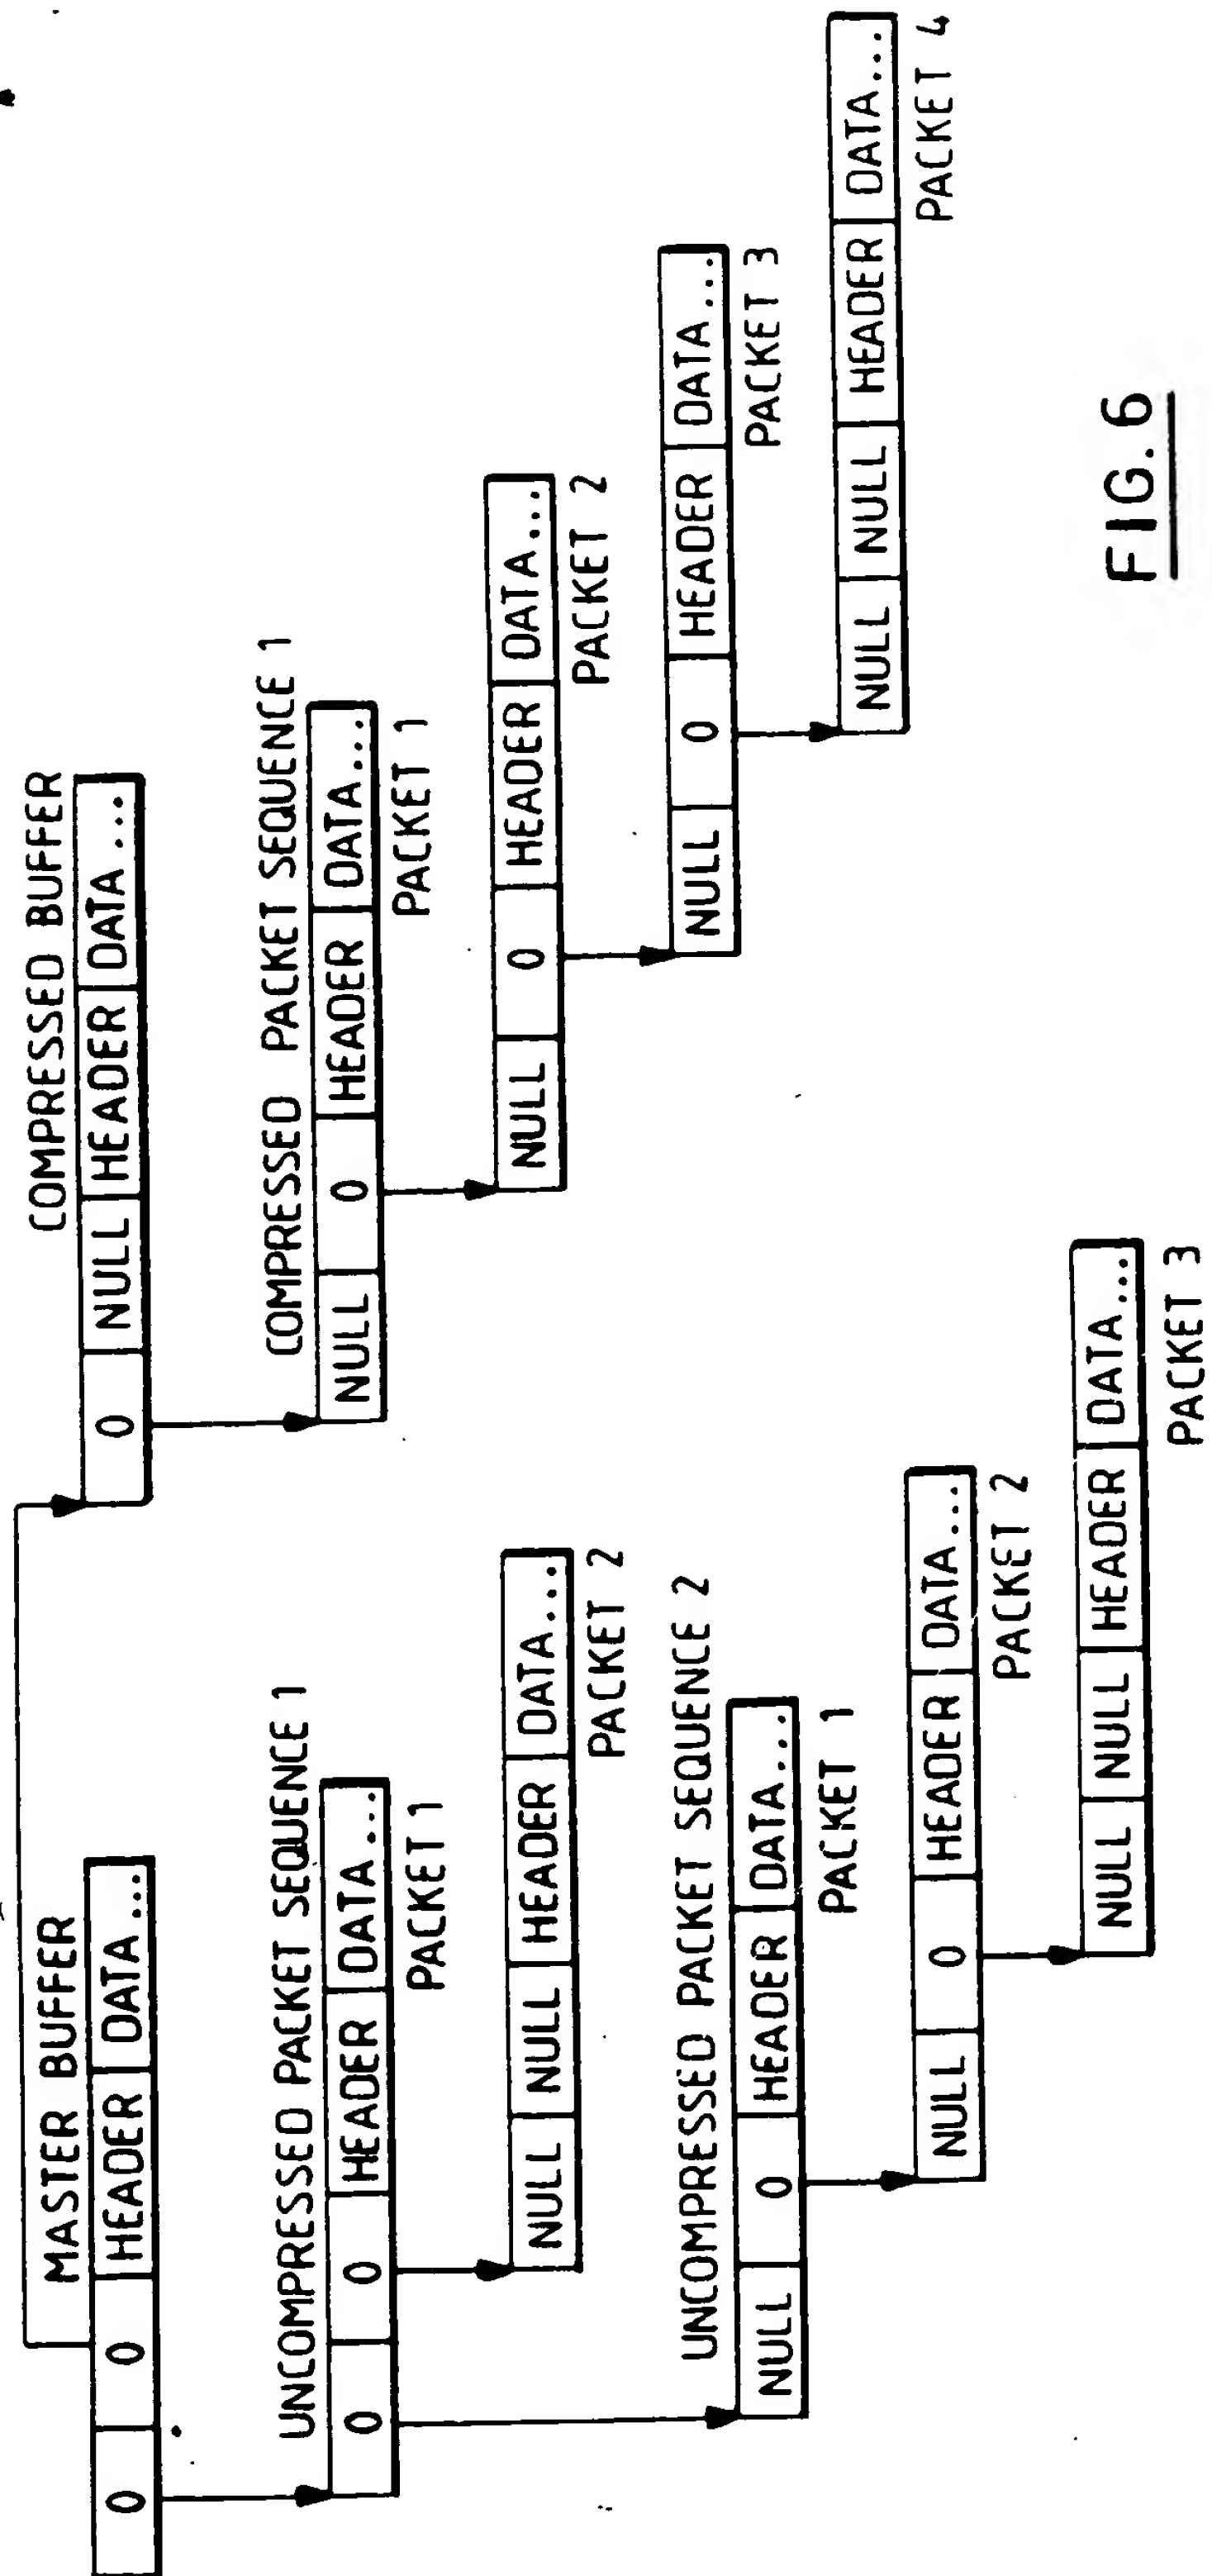 MASTER BUFFER
0 0 HEADER DATA...
COMPRESSED BUFFER
0 NULL HEADER DATA...
UNCOMPRESSED PACKET SEQUENCE 1
0 0 HEADER DATA...
PACKET 1
NULL NULL HEADER DATA...
PACKET 2
UNCOMPRESSED PACKET SEQUENCE 2
NULL 0 HEADER DATA...
PACKET 1
NULL 0 HEADER DATA...
PACKET 2
NULL NULL HEADER DATA...
PACKET 3
COMPRESSED PACKET SEQUENCE 1
NULL 0 HEADER DATA...
PACKET 1
NULL 0 HEADER DATA...
PACKET 2
NULL 0 HEADER DATA...
PACKET 3
NULL NULL HEADER DATA...
PACKET 4
FIG. 6